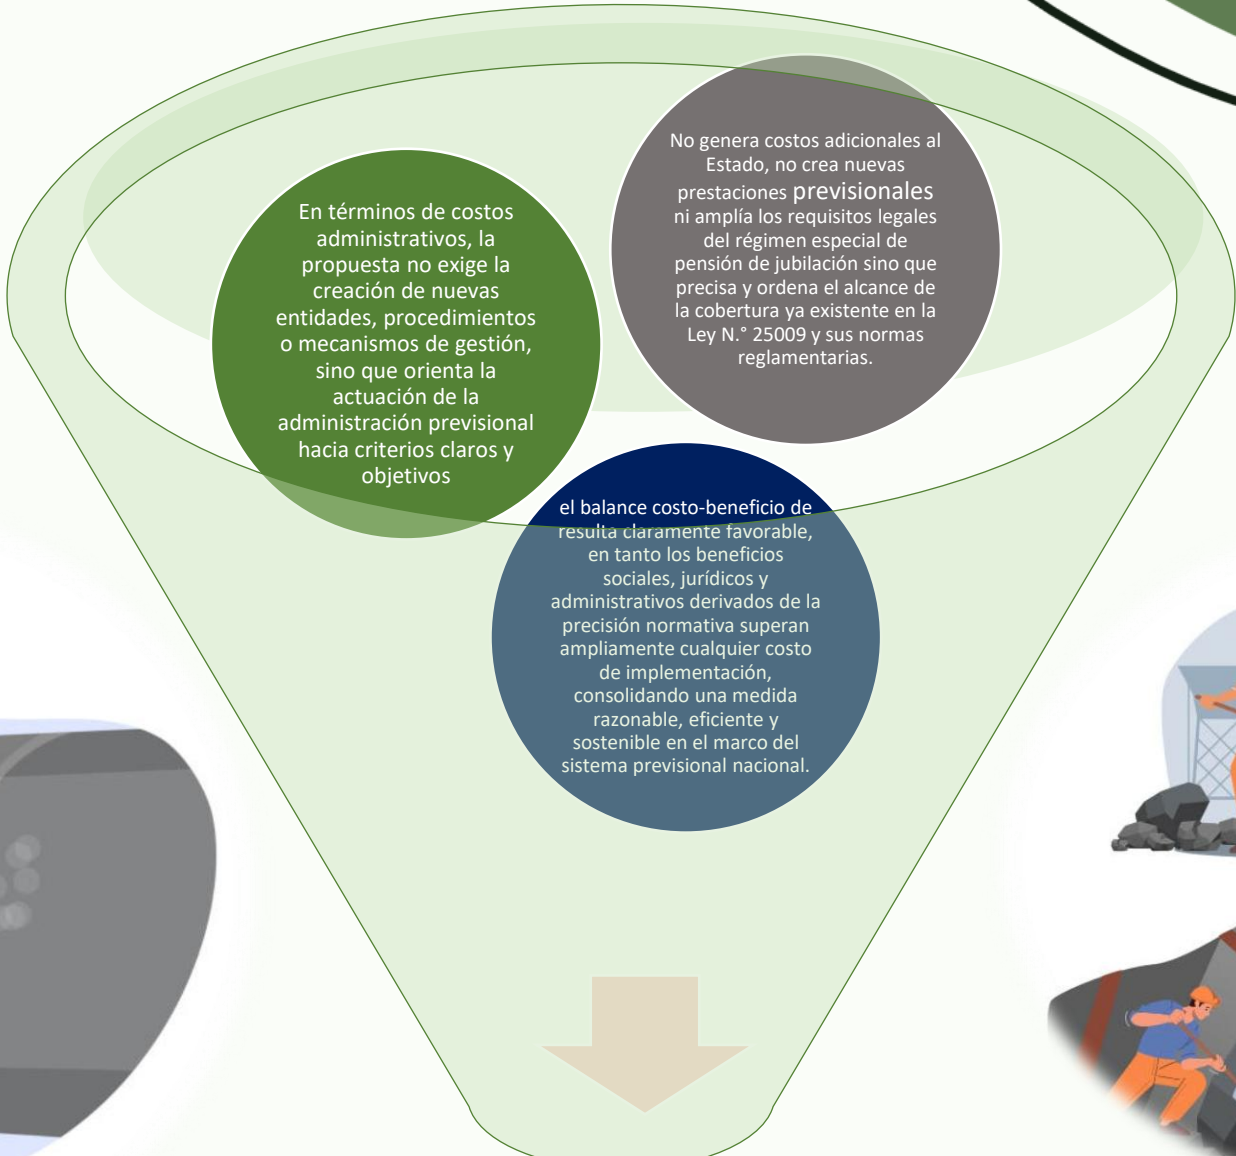 En términos de costos
administrativos, la
propuesta no exige la
creación de nuevas
entidades, procedimientos
o mecanismos de gestión,
sino que orienta la
actuación de la
administración previsional
hacia criterios claros y
objetivos
No genera costos adicionales al
Estado, no crea nuevas
prestaciones previsionales
ni amplía los requisitos legales
del régimen especial de
pensión de jubilación sino que
precisa y ordena el alcance de
la cobertura ya existente en la
Ley N.° 25009 y sus normas
reglamentarias.
el balance costo-beneficio de
resulta claramente favorable,
en tanto los beneficios
sociales, jurídicos y
administrativos derivados de la
precisión normativa superan
ampliamente cualquier costo
de implementación,
consolidando una medida
razonable, eficiente y
sostenible en el marco del
sistema previsional nacional.